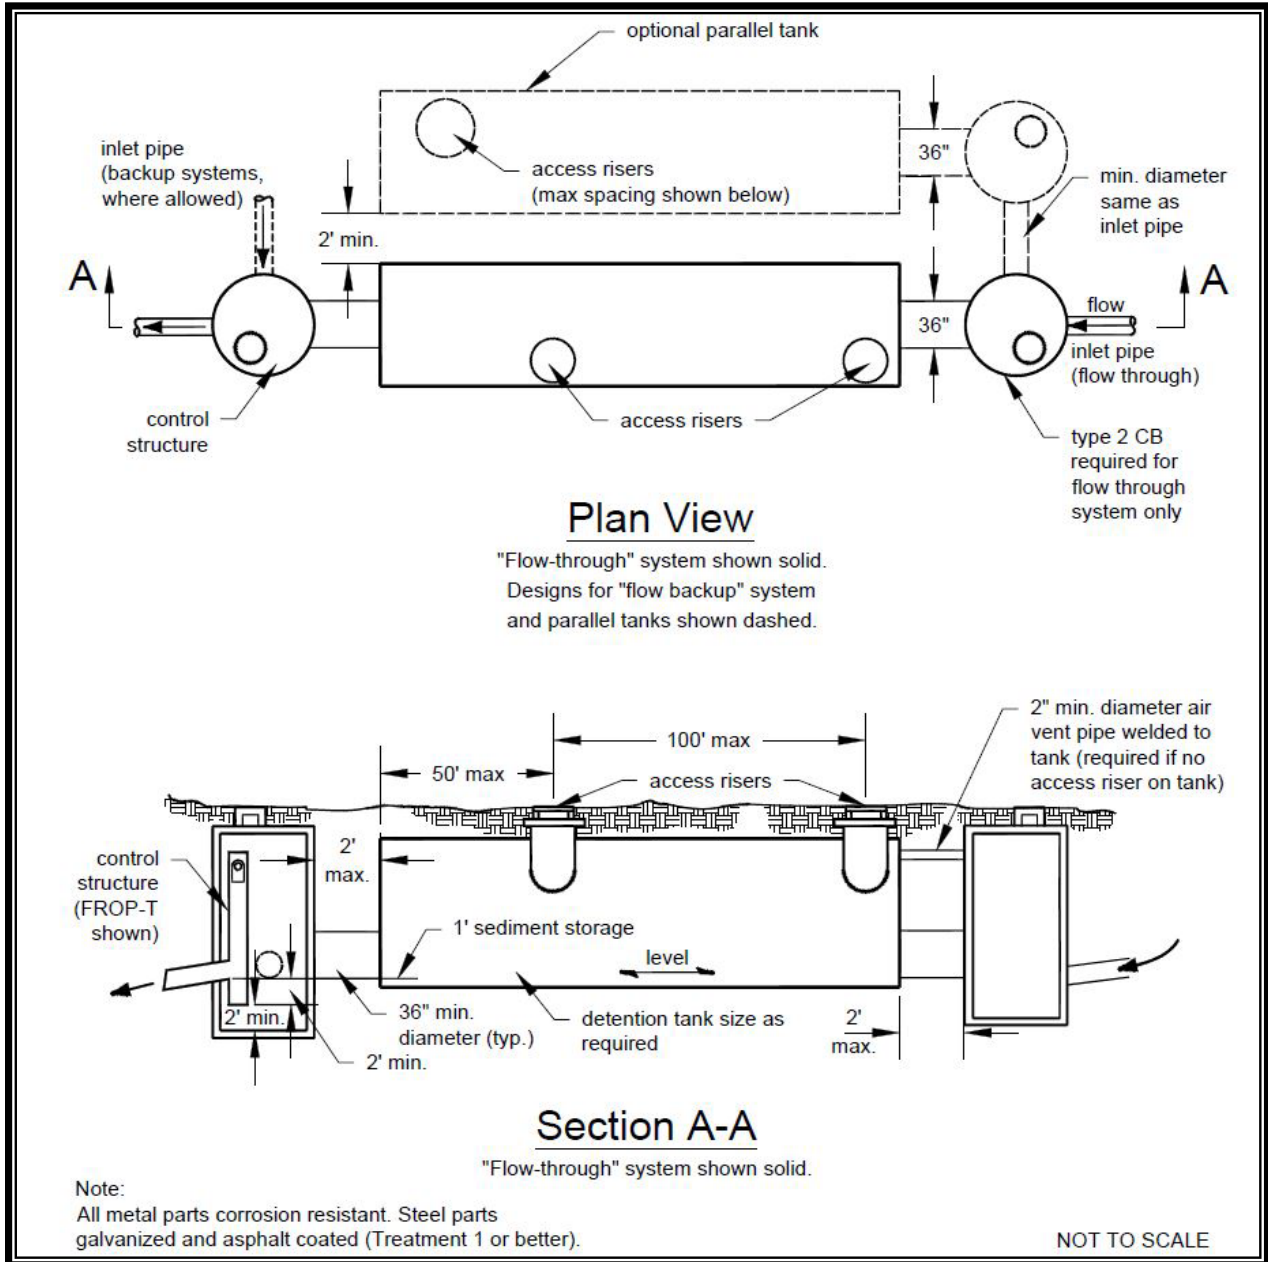 optional parallel tank
inlet pipe
(backup systems,
where allowed)
access risers
(max spacing shown below)
36"
min. diameter
same as
inlet pipe
2' min.
A
A
flow
36"
inlet pipe
(flow through)
control
structure
access risers
type 2 CB
required for
flow through
system only
Plan View
"Flow-through" system shown solid.
Designs for "flow backup" system
and parallel tanks shown dashed.
2" min. diameter air
vent pipe welded to
tank (required if no
access riser on tank)
100' max
50' max
access risers
control
structure
(FROP-T
shown)
2'
max.
1' sediment storage
level
2' min.
36" min.
diameter (typ.)
2' min.
detention tank size as
required
2'
max.
Section A-A
"Flow-through" system shown solid.
Note:
All metal parts corrosion resistant. Steel parts
galvanized and asphalt coated (Treatment 1 or better).
NOT TO SCALE